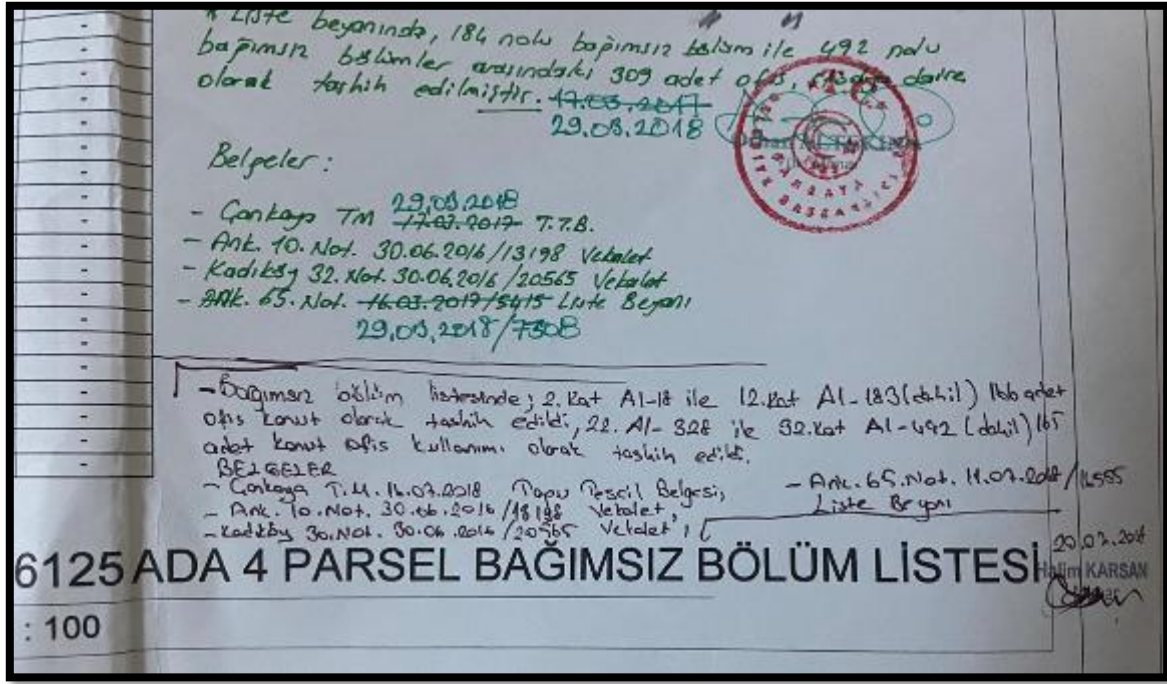 * Liste beyanında, 184 nolu bağımsız bölüm ile 492 nolu
bağımsız bölümler arasındaki 309 adet ofis, daire
olarak tashih edilmiştir. 17.03.2017
29.03.2018
Belgeler:
29.03.2018
- Çankaya TM 17.03.2017 T.T.B.
- Ank. 10. Not. 30.06.2016/13198 Vekalet
- Kadıköy 32. Not. 30.06.2016/20565 Vekalet
- Ank. 65. Not. 16.03.2017/5415 Liste Beyanı
29.03.2018/7308
- Bağımsız bölüm listesinde; 2. Kat A1-18 ile 12.kat A1-183 (dahil) 166 adet
ofis konut olarak tashih edildi, 22. A1-328 ile 32.Kat A1-492 (dahil) 165
adet konut ofis kullanımı olarak tashih edildi.
BELGELER
- Çankaya T.M. 16.07.2018 Tapu Tescil Belgesi,
- Ank. 10. Not. 30.06.2016/13198 Vekalet,
- Kadıköy 30. Not. 30.06.2016/20565 Vekalet,
- Ank. 65. Not. 11.07.2018/
Liste Beyanı
6125 ADA 4 PARSEL BAĞIMSIZ BÖLÜM LİSTESİ
Halim KARSAN
: 100